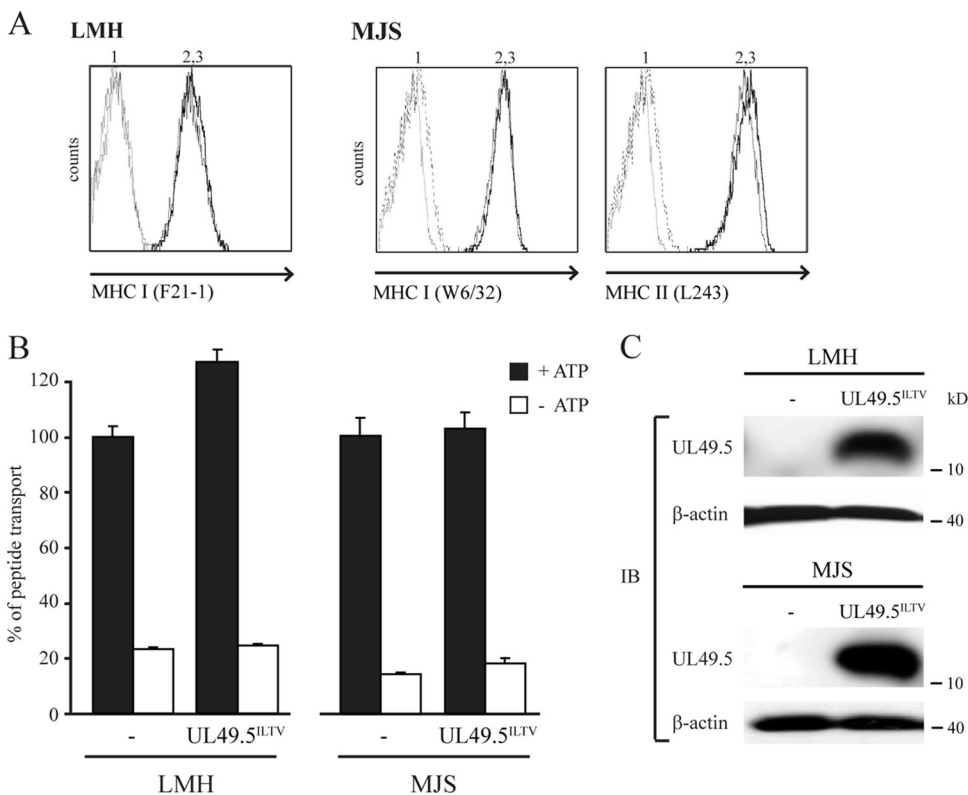 A
LMH
MJS
1
2,3
1
2,3
1
2,3
counts
counts
MHC I (F21-1)
MHC I (W6/32)
MHC II (L243)
B
% of peptide transport
120
100
80
60
40
20
0
+ ATP
- ATP
-
UL49.5ILTV
-
UL49.5ILTV
LMH
MJS
C
LMH
-
UL49.5ILTV
kD
UL49.5
10
β-actin
40
IB
MJS
-
UL49.5ILTV
UL49.5
10
β-actin
40